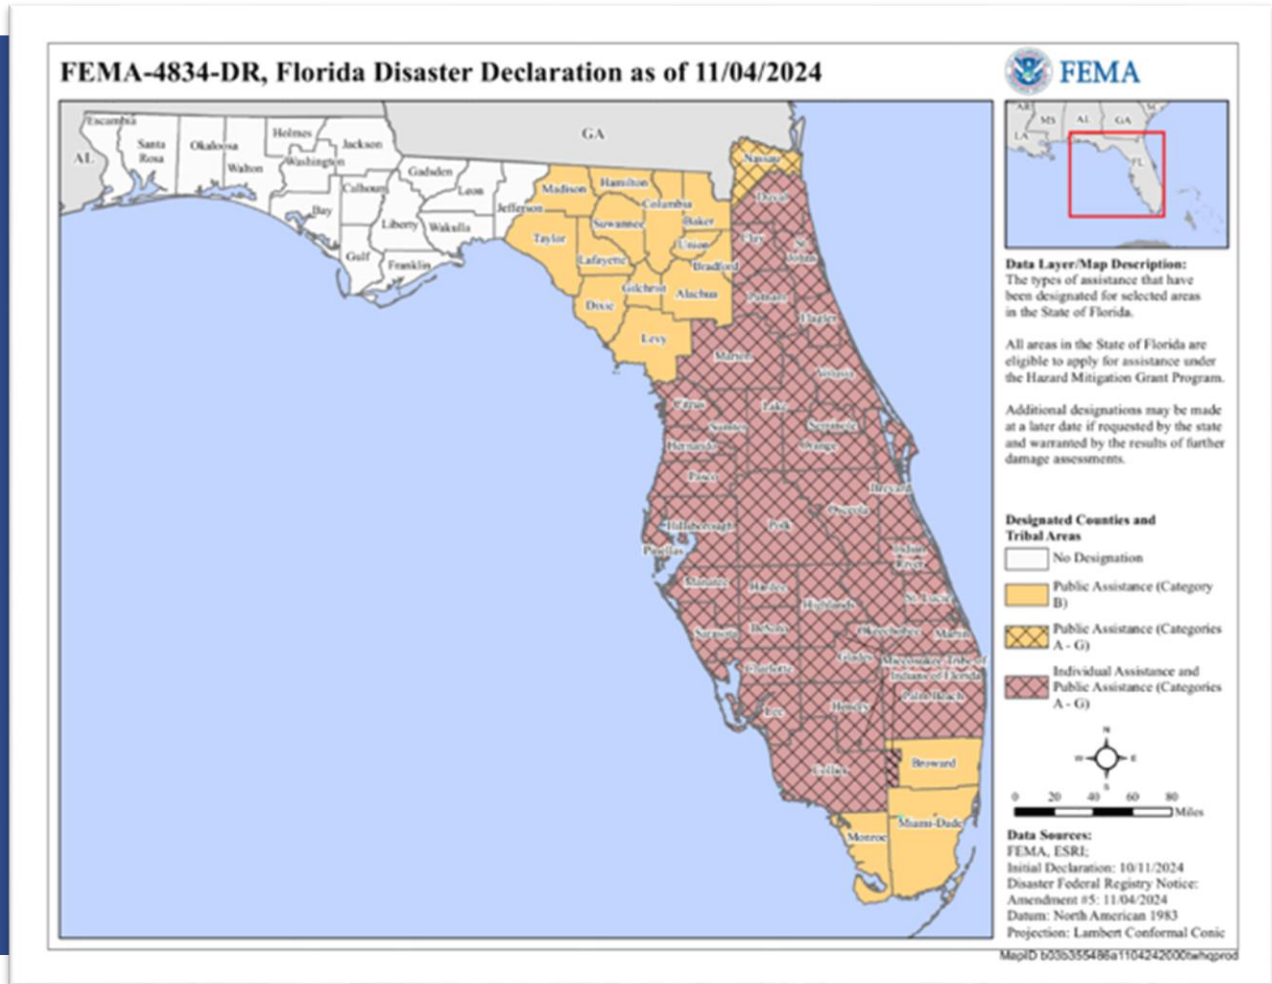 FEMA-4834-DR, Florida Disaster Declaration as of 11/04/2024
FEMA
Escambia
Santa
Rosa
Okaloosa
Walton
Holmes
Washington
Jackson
Calhoun
Bay
Gulf
Liberty
Franklin
Gadsden
Leon
Wakulla
Jefferson
AL
GA
Madison
Hamilton
Columbia
Baker
Suwannee
Taylor
Lafayette
Union
Bradford
Gilchrist
Alachua
Dixie
Levy
Nassau
Duval
Clay
St.
Johns
Putnam
Flagler
Marion
Volusia
Citrus
Lake
Sumter
Seminole
Hernando
Orange
Pasco
Brevard
Osceola
Hillsborough
Polk
Pinellas
Indian
River
Manatee
Hardee
Highlands
St. Lucie
Sarasota
DeSoto
Okeechobee
Martin
Charlotte
Glades
Miccosukee Tribe of
Indians of Florida
Palm Beach
Lee
Hendry
Collier
Broward
Miami-Dade
Monroe
AR
MS
AL
GA
SC
LA
FL
Data Layer/Map Description:
The types of assistance that have
been designated for selected areas
in the State of Florida.
All areas in the State of Florida are
eligible to apply for assistance under
the Hazard Mitigation Grant Program.
Additional designations may be made
at a later date if requested by the state
and warranted by the results of further
damage assessments.
Designated Counties and
Tribal Areas
No Designation
Public Assistance (Category
B)
Public Assistance (Categories
A - G)
Individual Assistance and
Public Assistance (Categories
A - G)
N
W
E
S
0 20 40 60 80
Miles
Data Sources:
FEMA, ESRI;
Initial Declaration: 10/11/2024
Disaster Federal Registry Notice:
Amendment #5: 11/04/2024
Datum: North American 1983
Projection: Lambert Conformal Conic
MapID b03b355486a1104242000twhqprod